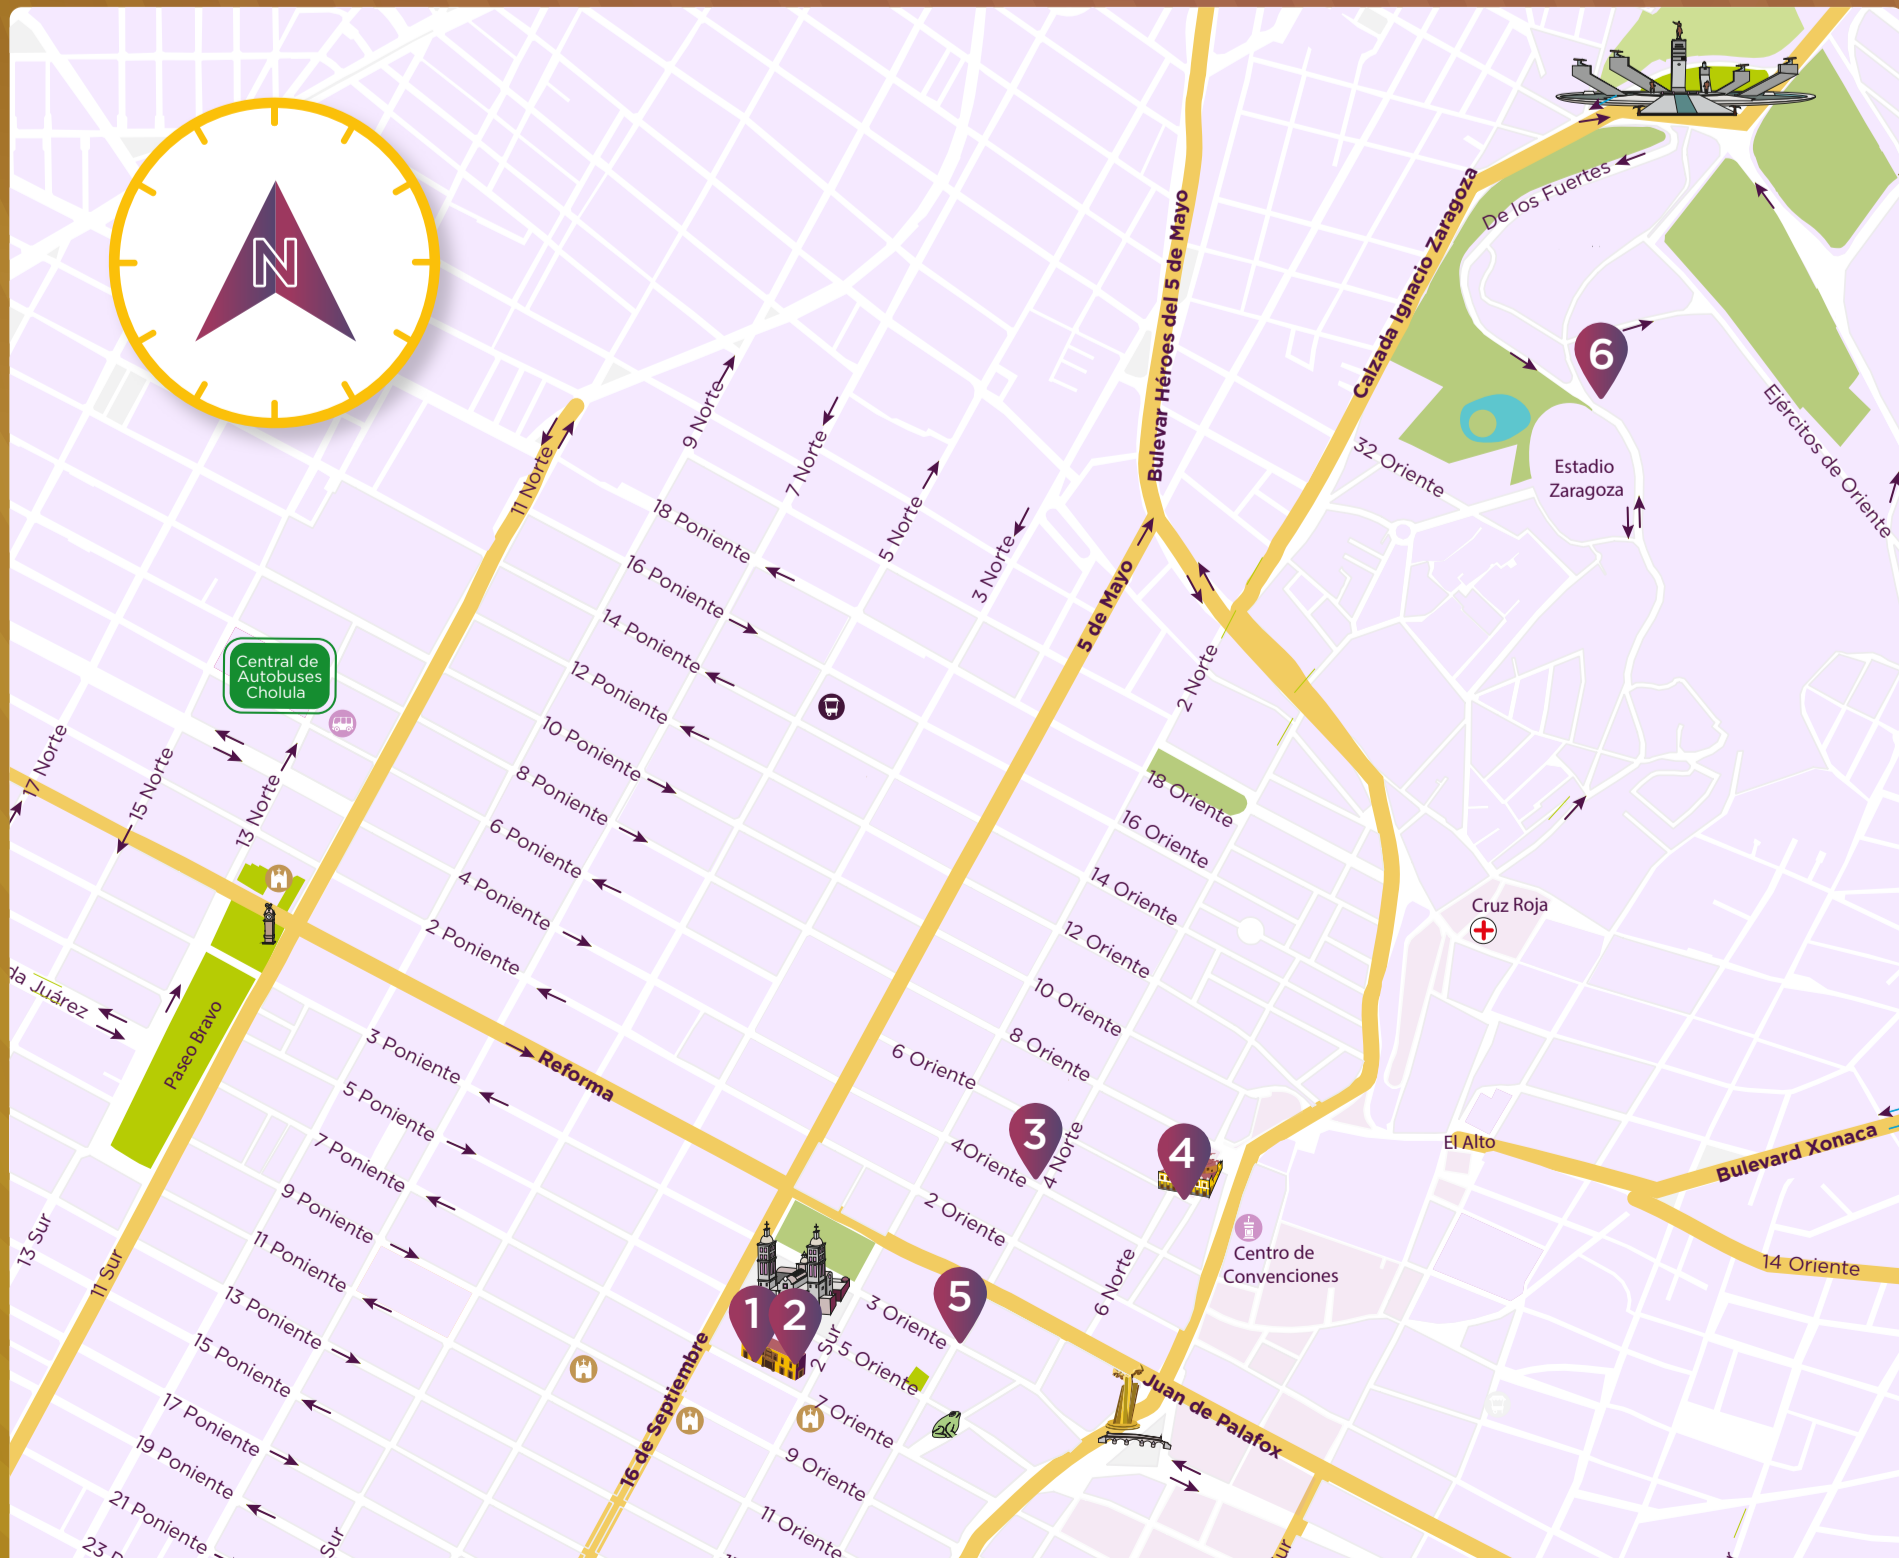 N
De los Fuertes
Calzada Ignacio Zaragoza
Bulevar Héroes del 5 de Mayo
6
Ejércitos de Oriente
32 Oriente
Estadio
Zaragoza
9 Norte
7 Norte
11 Norte
5 Norte
3 Norte
18 Poniente
16 Poniente
14 Poniente
12 Poniente
10 Poniente
8 Poniente
6 Poniente
4 Poniente
2 Poniente
5 de Mayo
2 Norte
Central de
Autobuses
Cholula
17 Norte
15 Norte
13 Norte
18 Oriente
16 Oriente
14 Oriente
12 Oriente
10 Oriente
8 Oriente
6 Oriente
4Oriente
2 Oriente
Cruz Roja
da Juárez
Paseo Bravo
Reforma
3 Poniente
5 Poniente
7 Poniente
9 Poniente
11 Poniente
13 Poniente
15 Poniente
17 Poniente
19 Poniente
21 Poniente
23
3
4 Norte
4
El Alto
Bulevard Xonaca
14 Oriente
Centro de
Convenciones
6 Norte
13 Sur
11 Sur
1
2
5
2 Sur
3 Oriente
5 Oriente
7 Oriente
9 Oriente
11 Oriente
16 de Septiembre
Juan de Palafox
Sur